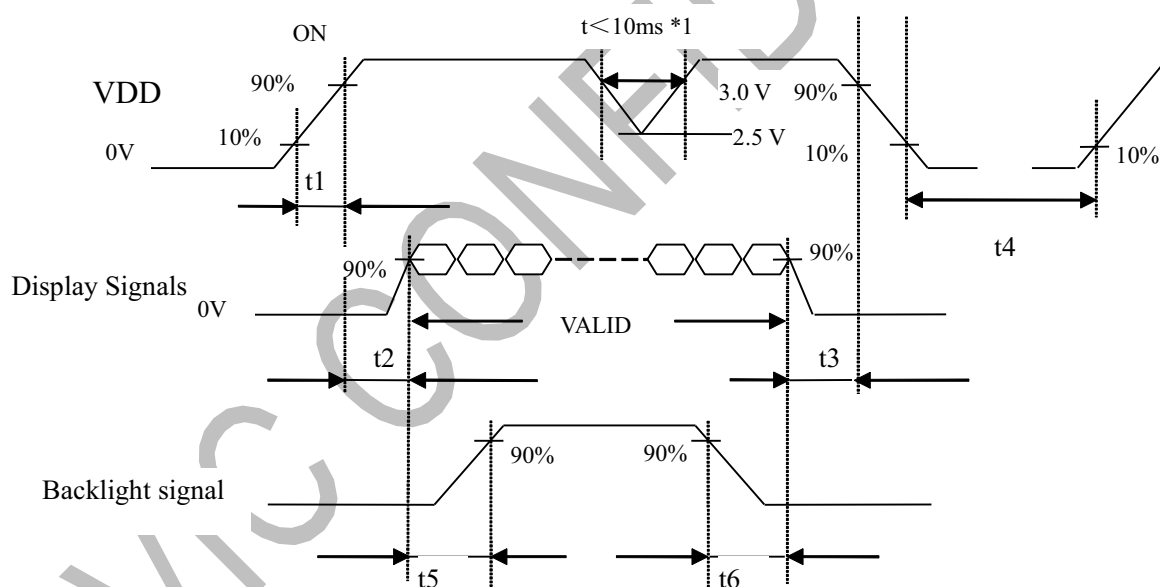 t＜10ms *1
ON
90%
VDD
3.0 V
90%
10%
2.5 V
0V
10%
10%
t1
t4
90%
90%
Display Signals
0V
VALID
t2
t3
90%
90%
Backlight signal
t5
t6